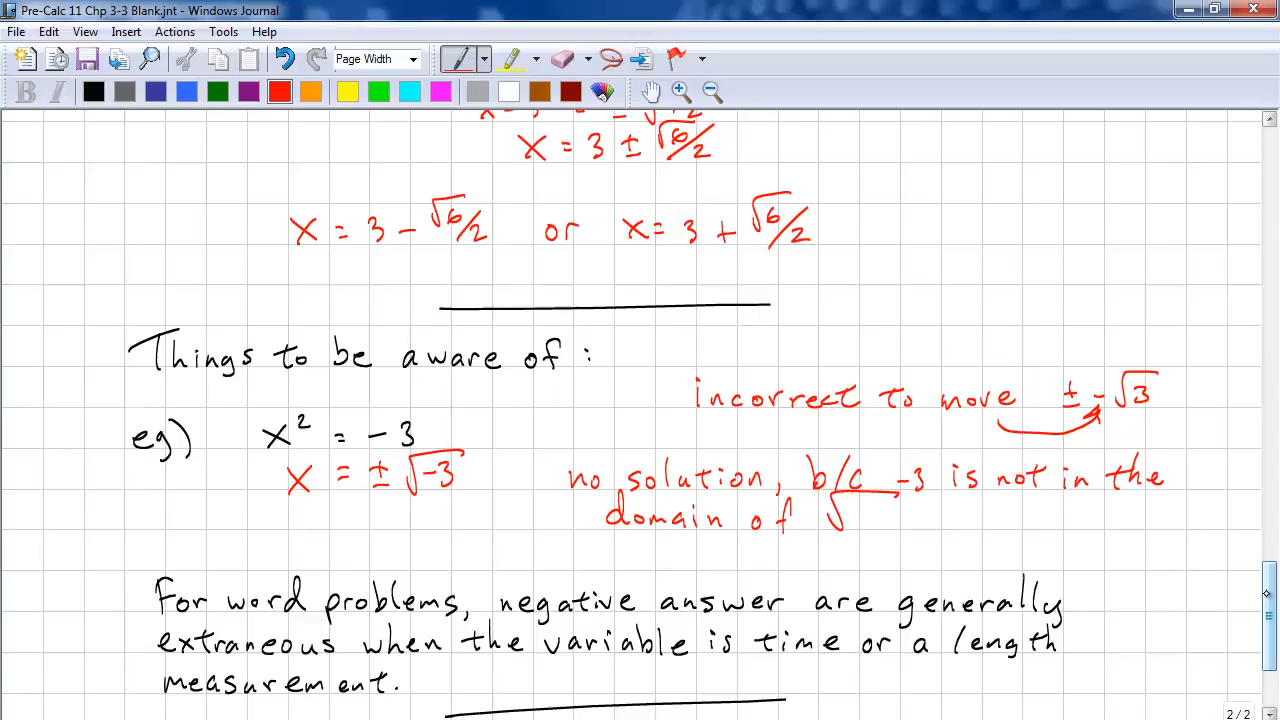 Pre-Calc 11 Chp 3-3 Blank.jnt - Windows Journal
File Edit View Insert Actions Tools Help
Page Width
B I
x = 3 ± √6/2
x = 3 - √6/2 or x = 3 + √6/2
Things to be aware of :
incorrect to move ± -√3
eg) x² = -3
x = ± √-3
no solution, b/c -3 is not in the
domain of √
For word problems, negative answer are generally
extraneous when the variable is time or a length
measurement.
2/2